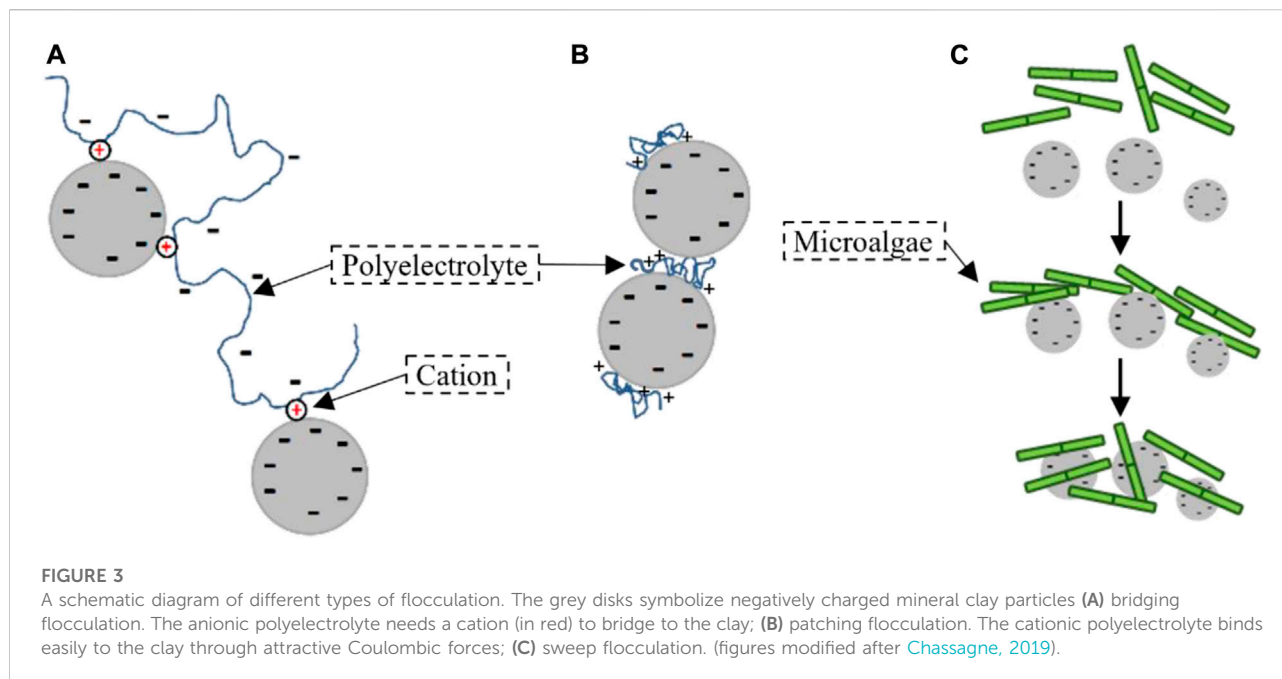 A
B
C
Polyelectrolyte
Microalgae
Cation
FIGURE 3
A schematic diagram of different types of flocculation. The grey disks symbolize negatively charged mineral clay particles (A) bridging
flocculation. The anionic polyelectrolyte needs a cation (in red) to bridge to the clay; (B) patching flocculation. The cationic polyelectrolyte binds
easily to the clay through attractive Coulombic forces; (C) sweep flocculation. (figures modified after Chassagne, 2019).